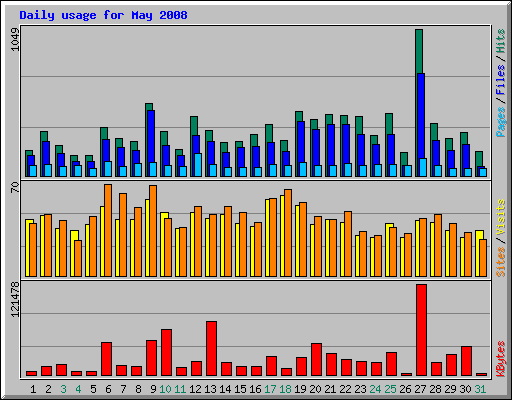 Daily usage for May 2008
1049
Pages / Files / Hits
70
Sites / Visits
121478
KBytes
1 2 3 4 5 6 7 8 9 10 11 12 13 14 15 16 17 18 19 20 21 22 23 24 25 26 27 28 29 30 31